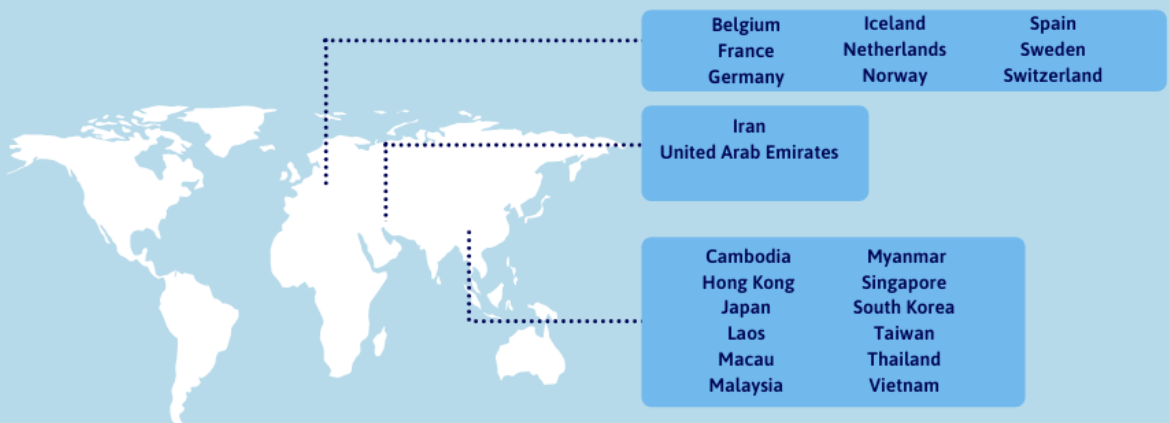 Belgium Iceland Spain
France Netherlands Sweden
Germany Norway Switzerland
Iran
United Arab Emirates
Cambodia Myanmar
Hong Kong Singapore
Japan South Korea
Laos Taiwan
Macau Thailand
Malaysia Vietnam